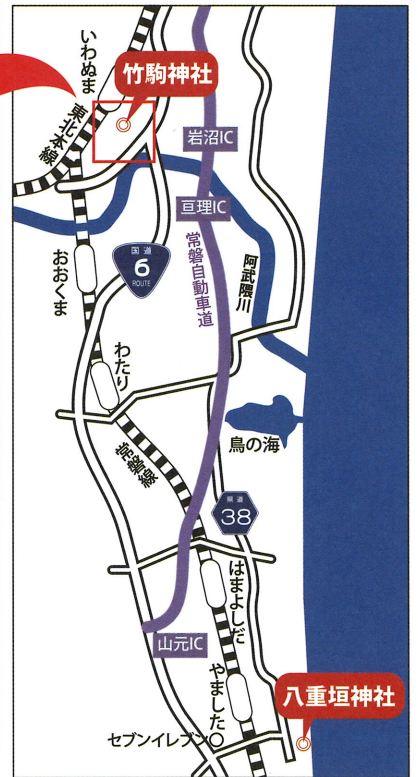 いわぬま
竹駒神社
東北本線
岩沼IC
亘理IC
国道
6
ROUTE
おおくま
常磐自動車道
阿武隈川
わたり
鳥の海
常磐線
県道
38
はまよしだ
山元IC
やました
八重垣神社
セブンイレブン